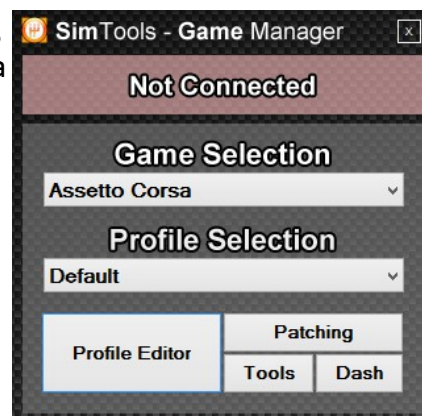 SimTools - Game Manager x
a
Not Connected
Game Selection
Assetto Corsa
Profile Selection
Default
Profile Editor
Patching
Tools
Dash